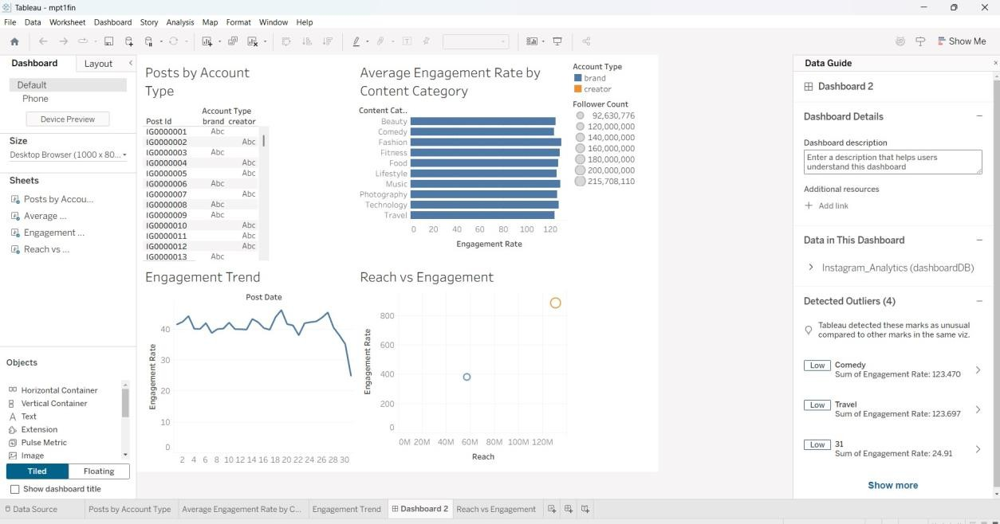 Tableau - mpt1fin
File Data Worksheet Dashboard Story Analysis Map Format Window Help
Show Me
Dashboard Layout
Default
Phone
Device Preview
Size
Desktop Browser (1000 x 80...
Sheets
Posts by Accou...
Average ...
Engagement ...
Reach vs ...
Objects
Horizontal Container
Vertical Container
Text
Extension
Pulse Metric
Image
Tiled Floating
Show dashboard title
Posts by Account
Type
Account Type
Post Id brand creator
IG0000001 Abc
IG0000002 Abc
IG0000003 Abc
IG0000004 Abc
IG0000005 Abc
IG0000006 Abc
IG0000007 Abc
IG0000008 Abc
IG0000009 Abc
IG0000010 Abc
IG0000011 Abc
IG0000012 Abc
IG0000013 Abc
Average Engagement Rate by
Content Category
Content Cat..
Beauty
Comedy
Fashion
Fitness
Food
Lifestyle
Music
Photography
Technology
Travel
0 20 40 60 80 100 120
Engagement Rate
Account Type
brand
creator
Follower Count
92,630,776
120,000,000
140,000,000
160,000,000
180,000,000
200,000,000
215,708,110
Engagement Trend
Post Date
Engagement Rate
40
30
20
10
0
2 4 6 8 10 12 14 16 18 20 22 24 26 28 30
Reach vs Engagement
Engagement Rate
800
600
400
200
0
0M 20M 40M 60M 80M 100M 120M
Reach
Data Guide
Dashboard 2
Dashboard Details
Dashboard description
Enter a description that helps users
understand this dashboard
Additional resources
Add link
Data in This Dashboard
Instagram_Analytics (dashboardDB)
Detected Outliers (4)
Tableau detected these marks as unusual
compared to other marks in the same viz.
Low Comedy
Sum of Engagement Rate: 123.470
Low Travel
Sum of Engagement Rate: 123.697
Low 31
Sum of Engagement Rate: 24.91
Show more
Data Source Posts by Account Type Average Engagement Rate by C... Engagement Trend Dashboard 2 Reach vs Engagement